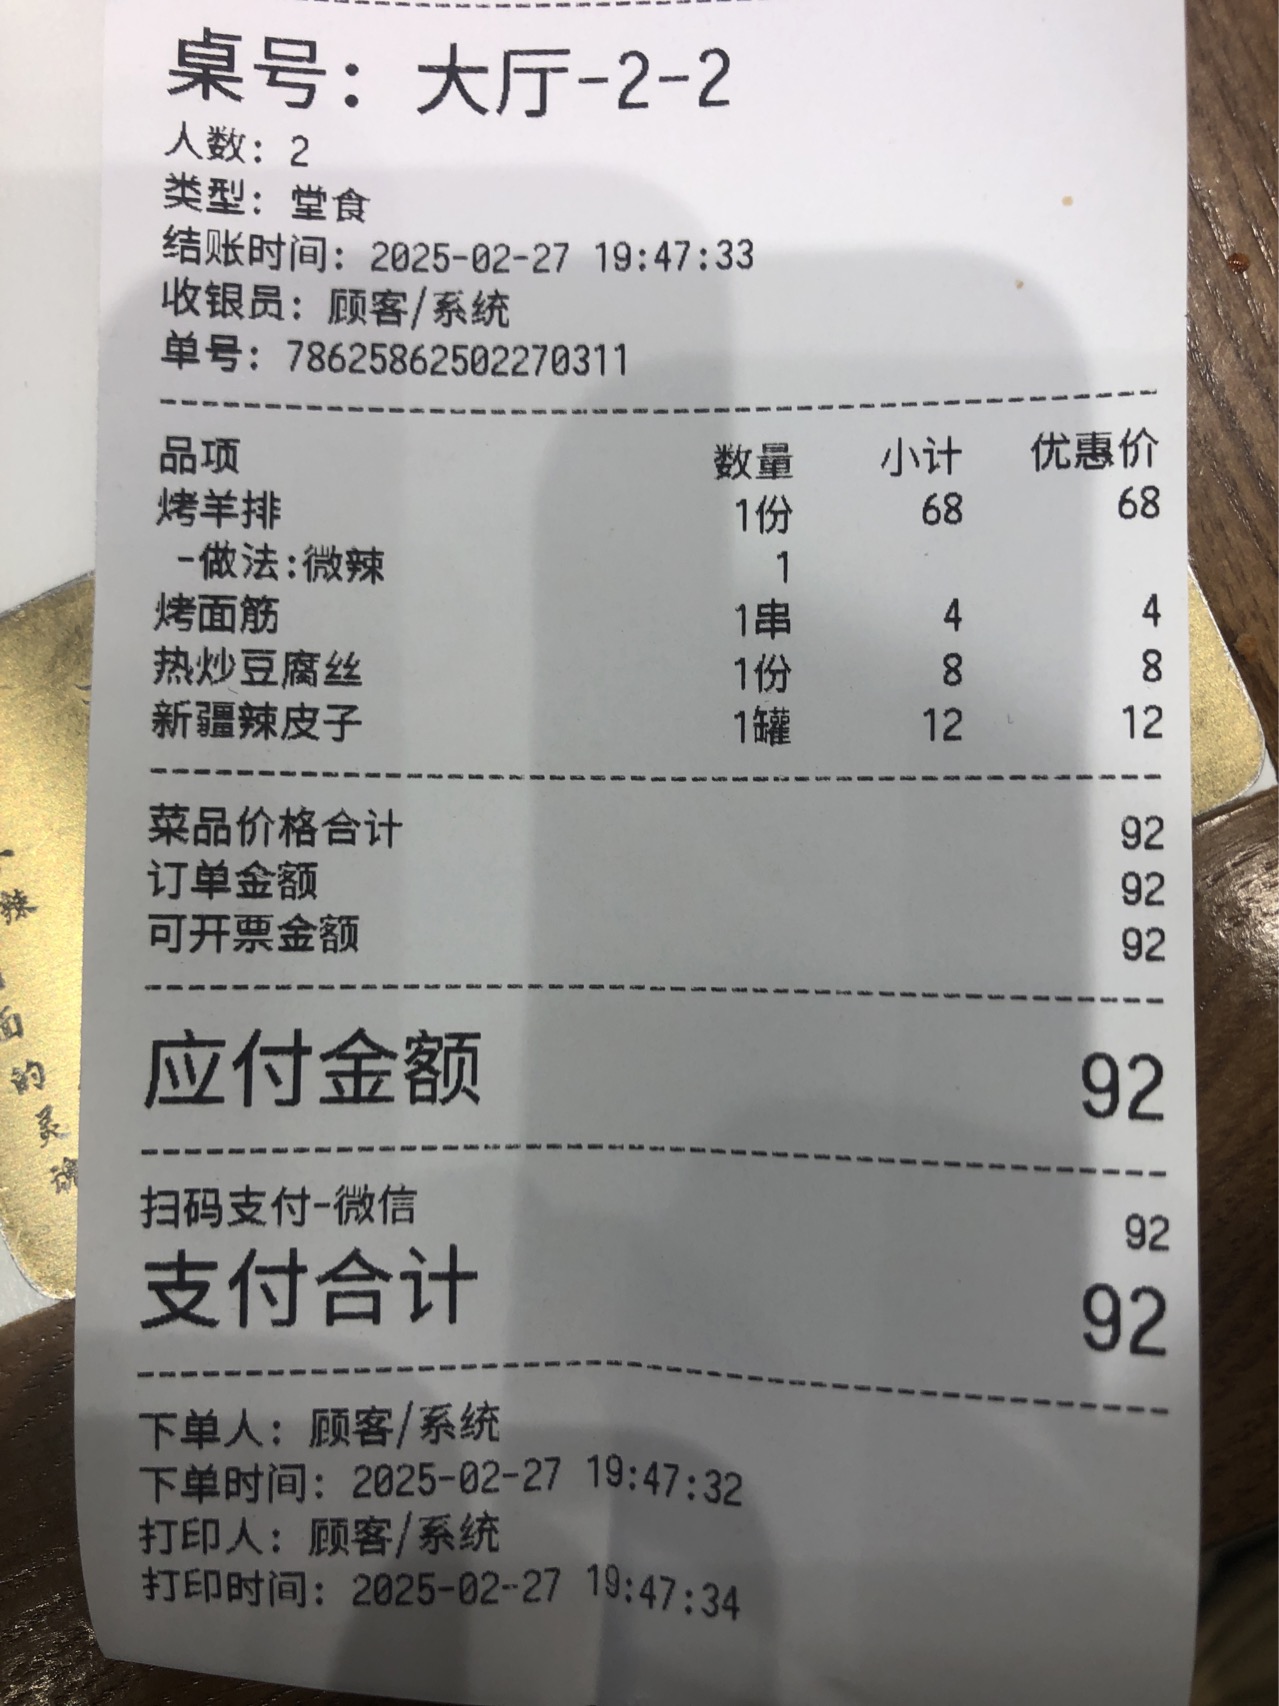 桌号：大厅-2-2
人数：2
类型：堂食
结账时间：2025-02-27 19:47:33
收银员：顾客/系统
单号：78625862502270311
品项 数量 小计 优惠价
烤羊排 1份 68 68
-做法:微辣 1
烤面筋 1串 4 4
热炒豆腐丝 1份 8 8
新疆辣皮子 1罐 12 12
菜品价格合计 92
订单金额 92
可开票金额 92
应付金额 92
扫码支付-微信 92
支付合计 92
下单人：顾客/系统
下单时间：2025-02-27 19:47:32
打印人：顾客/系统
打印时间：2025-02-27 19:47:34
辣
面
的
灵
魂